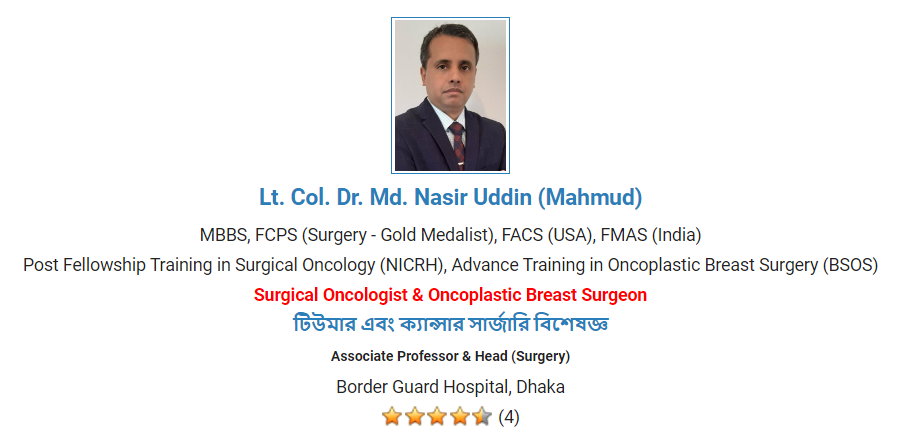 Lt. Col. Dr. Md. Nasir Uddin (Mahmud)
MBBS, FCPS (Surgery - Gold Medalist), FACS (USA), FMAS (India)
Post Fellowship Training in Surgical Oncology (NICRH), Advance Training in Oncoplastic Breast Surgery (BSOS)
Surgical Oncologist & Oncoplastic Breast Surgeon
টিউমার এবং ক্যান্সার সার্জারি বিশেষজ্ঞ
Associate Professor & Head (Surgery)
Border Guard Hospital, Dhaka
(4)